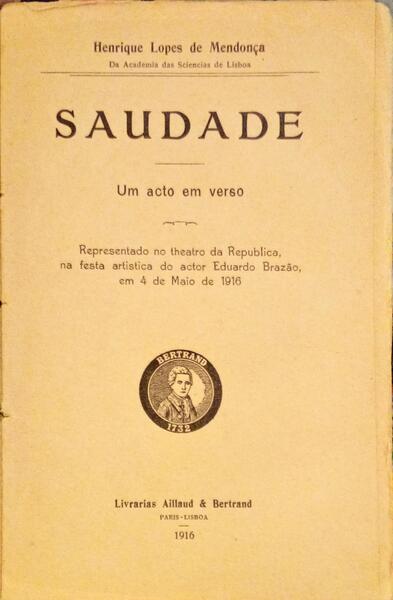 Henrique Lopes de Mendonça
Da Academia das Sciencias de Lisboa
SAUDADE
Um acto em verso
Representado no theatro da Republica,
na festa artistica do actor Eduardo Brazão,
em 4 de Maio de 1916
BERTRAND
1732
Livrarias Aillaud & Bertrand
PARIS-LISBOA
1916